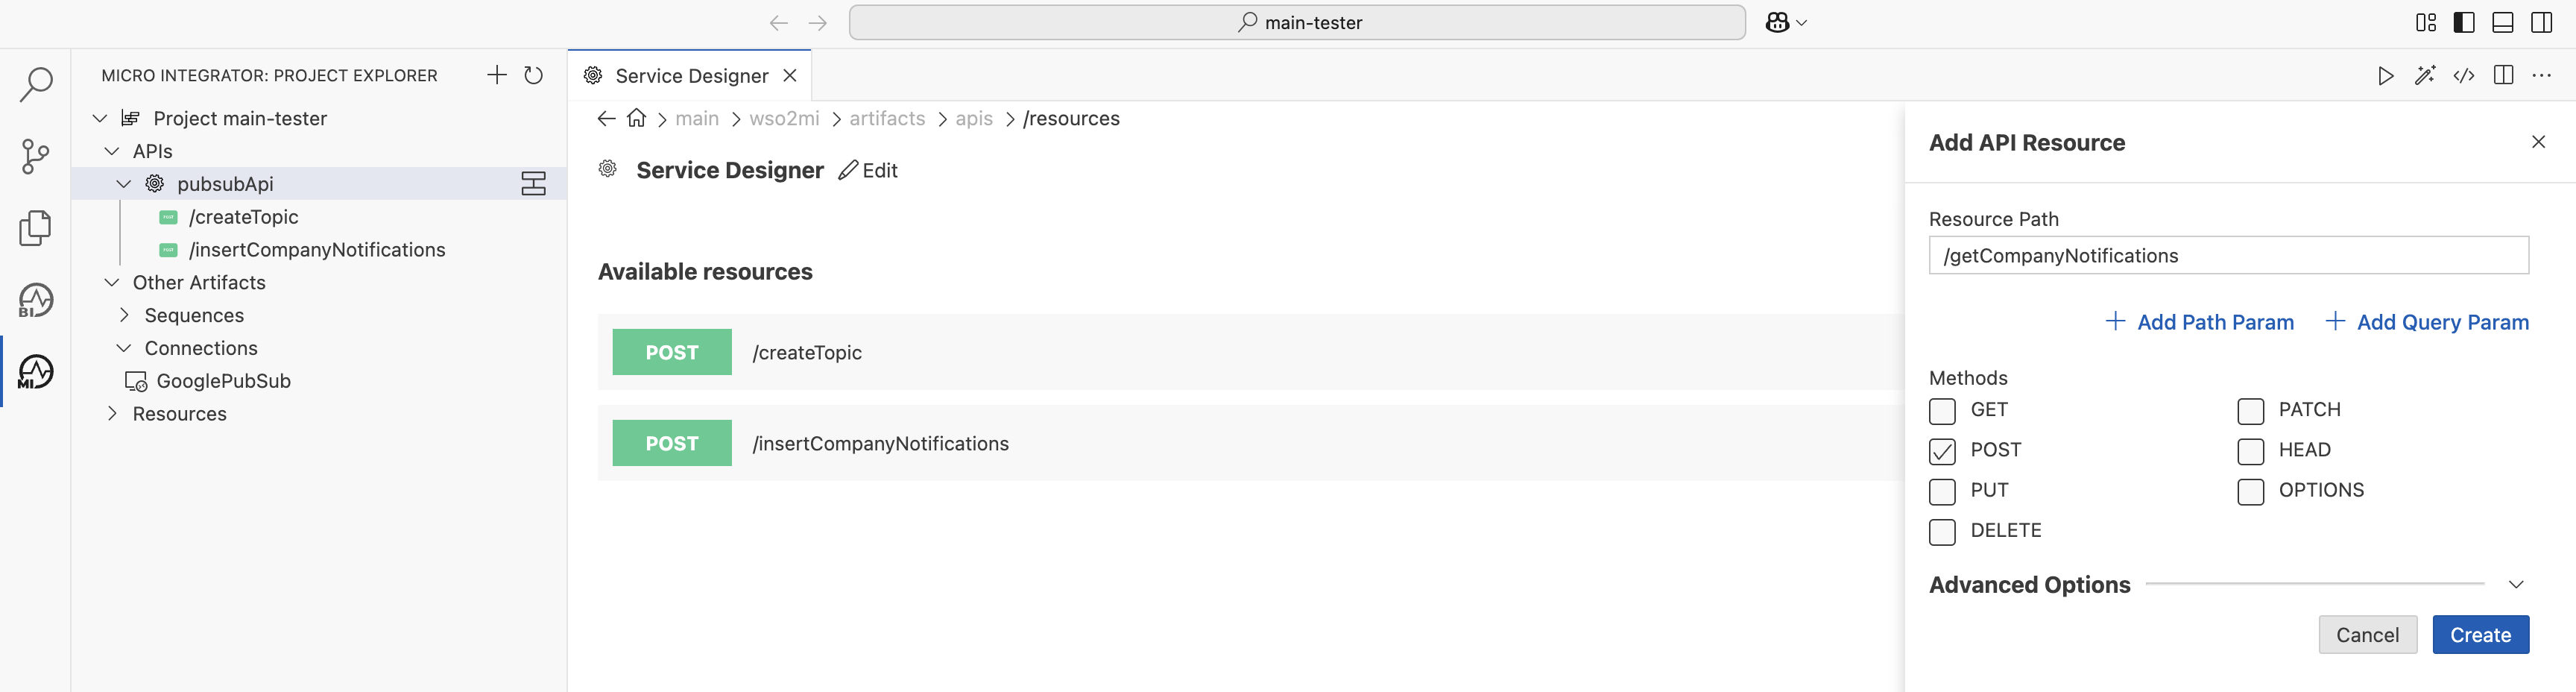 main-tester
MICRO INTEGRATOR: PROJECT EXPLORER
Project main-tester
APIs
pubsubApi
POST /createTopic
POST /insertCompanyNotifications
Other Artifacts
Sequences
Connections
GooglePubSub
Resources
BI
MI
Service Designer
main > wso2mi > artifacts > apis > /resources
Service Designer Edit
Available resources
POST /createTopic
POST /insertCompanyNotifications
Add API Resource
Resource Path
/getCompanyNotifications
Add Path Param Add Query Param
Methods
GET PATCH
POST HEAD
PUT OPTIONS
DELETE
Advanced Options
Cancel Create